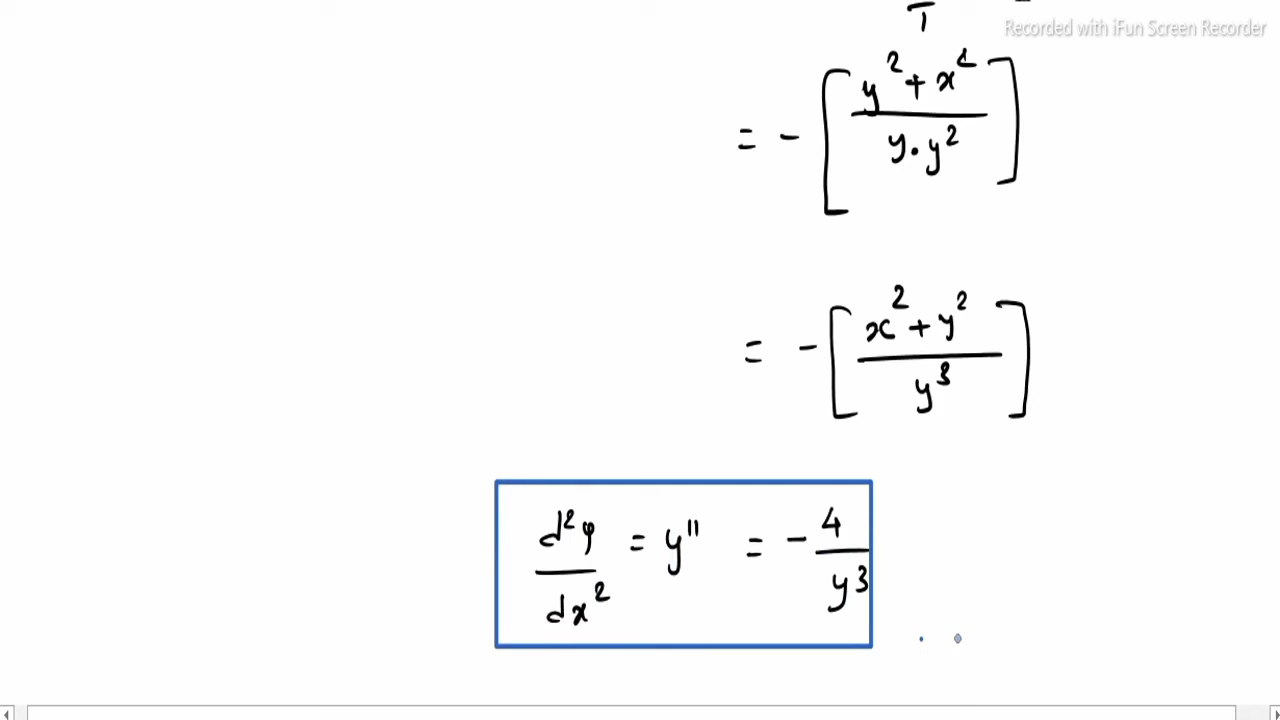 Recorded with iFun Screen Recorder
= - [ y² + x² / y · y² ]
= - [ x² + y² / y³ ]
d²y / dx² = y'' = - 4 / y³